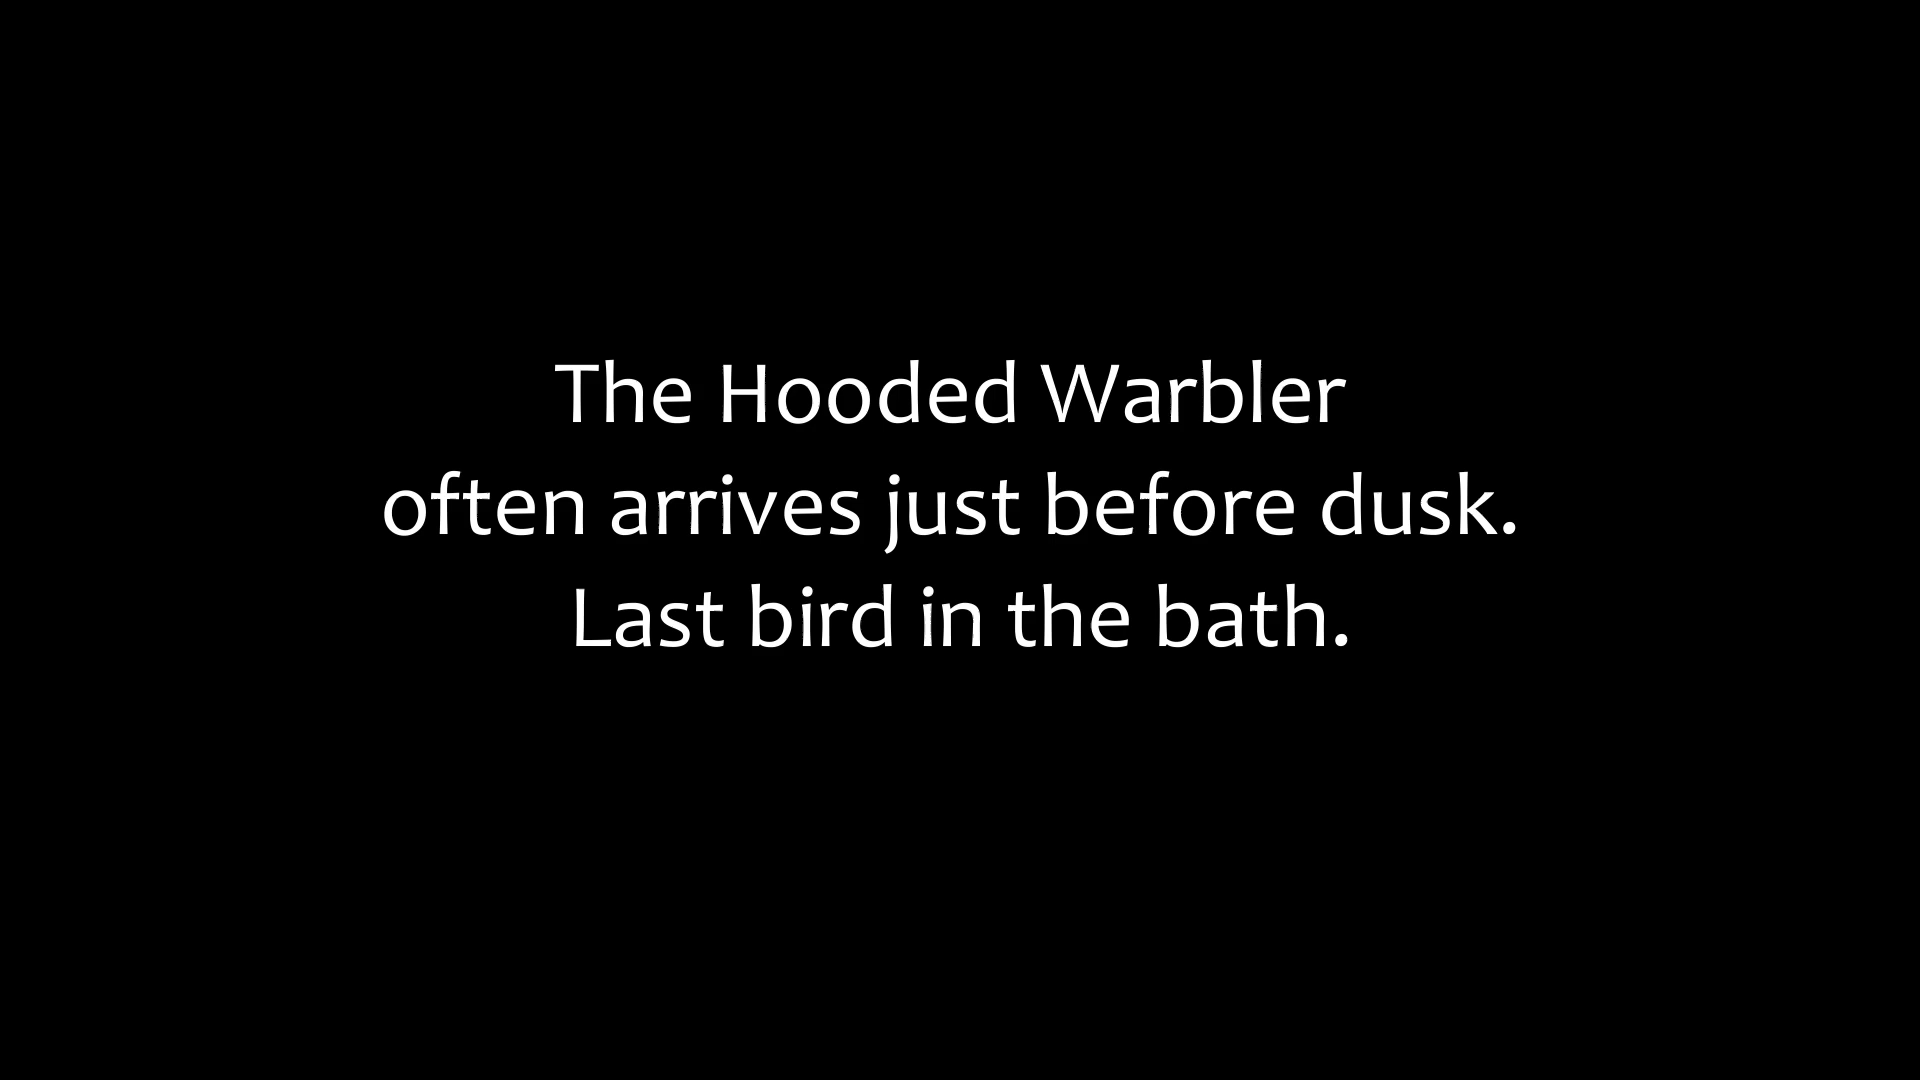 The Hooded Warbler
often arrives just before dusk.
Last bird in the bath.